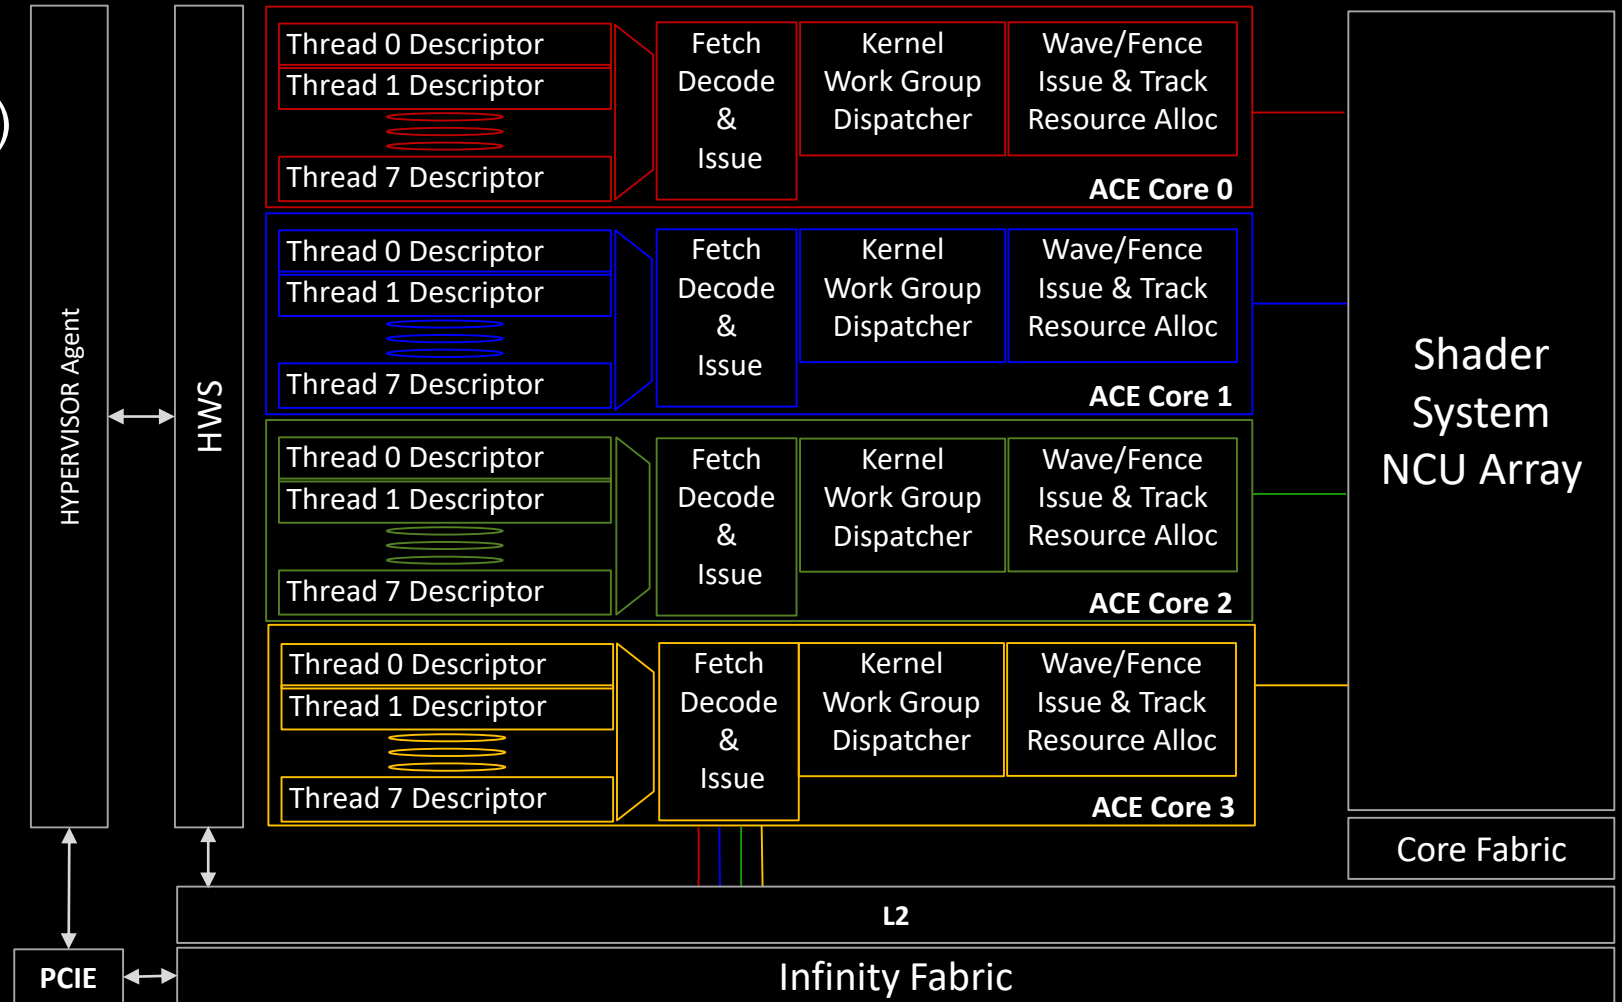 )
HYPERVISOR Agent
HWS
Thread 0 Descriptor
Thread 1 Descriptor
Thread 7 Descriptor
Fetch
Decode
&
Issue
Kernel
Work Group
Dispatcher
Wave/Fence
Issue & Track
Resource Alloc
ACE Core 0
Thread 0 Descriptor
Thread 1 Descriptor
Thread 7 Descriptor
Fetch
Decode
&
Issue
Kernel
Work Group
Dispatcher
Wave/Fence
Issue & Track
Resource Alloc
ACE Core 1
Thread 0 Descriptor
Thread 1 Descriptor
Thread 7 Descriptor
Fetch
Decode
&
Issue
Kernel
Work Group
Dispatcher
Wave/Fence
Issue & Track
Resource Alloc
ACE Core 2
Thread 0 Descriptor
Thread 1 Descriptor
Thread 7 Descriptor
Fetch
Decode
&
Issue
Kernel
Work Group
Dispatcher
Wave/Fence
Issue & Track
Resource Alloc
ACE Core 3
Shader
System
NCU Array
Core Fabric
L2
PCIE
Infinity Fabric